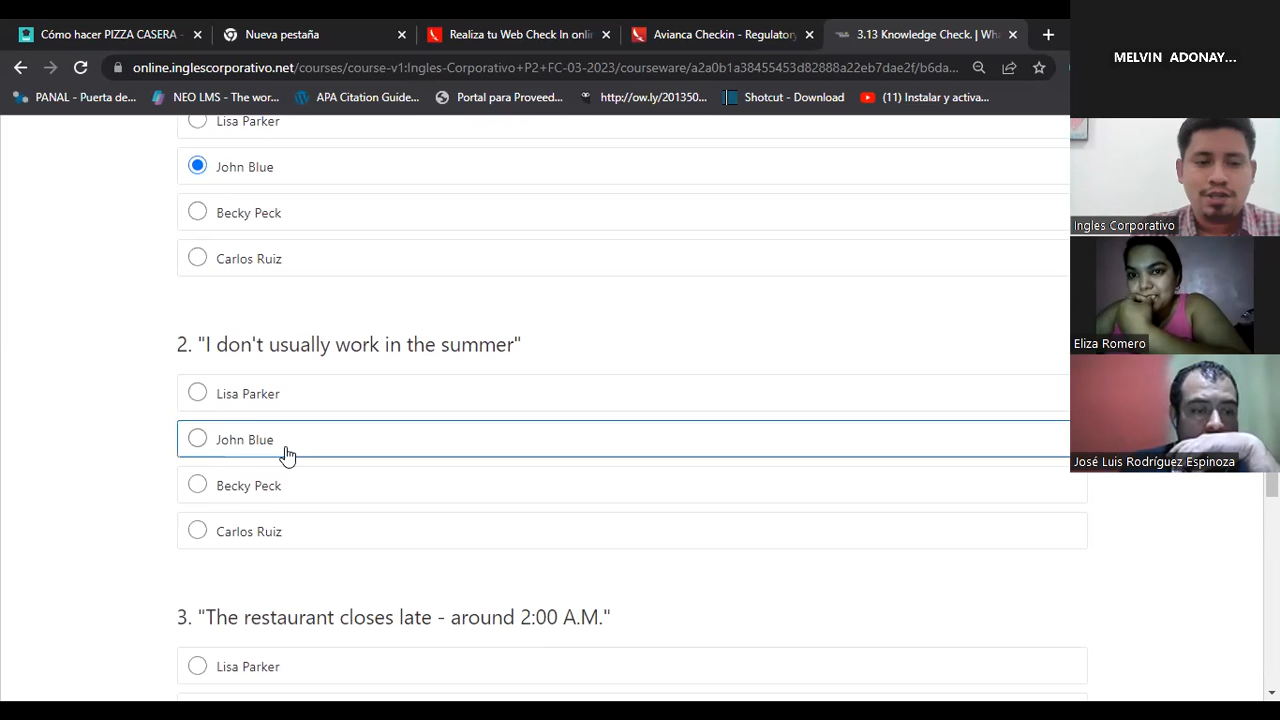 Cómo hacer PIZZA CASERA -
Nueva pestaña
Realiza tu Web Check In onlin
Avianca Checkin - Regulatory
3.13 Knowledge Check. | Wha
online.inglescorporativo.net/courses/course-v1:Ingles-Corporativo+P2+FC-03-2023/courseware/a2a0b1a38455453d82888a22eb7dae2f/b6da...
PANAL - Puerta de...
NEO LMS - The wor...
APA Citation Guide...
Portal para Proveed...
http://ow.ly/201350...
Shotcut - Download
(11) Instalar y activa...
MELVIN ADONAY...
Lisa Parker
John Blue
Becky Peck
Carlos Ruiz
Ingles Corporativo
2. "I don't usually work in the summer"
Lisa Parker
John Blue
Becky Peck
Carlos Ruiz
Eliza Romero
José Luis Rodríguez Espinoza
3. "The restaurant closes late - around 2:00 A.M."
Lisa Parker